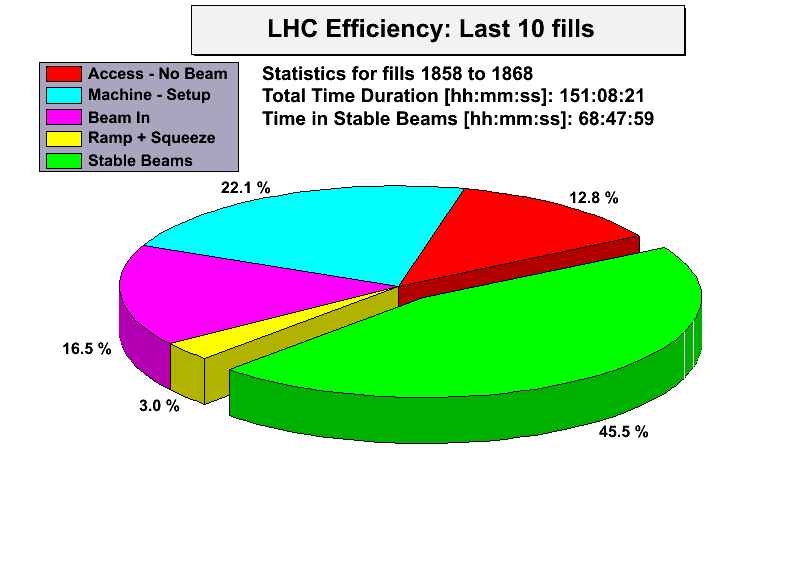 LHC Efficiency: Last 10 fills
Access - No Beam
Machine - Setup
Beam In
Ramp + Squeeze
Stable Beams
Statistics for fills 1858 to 1868
Total Time Duration [hh:mm:ss]: 151:08:21
Time in Stable Beams [hh:mm:ss]: 68:47:59
22.1 %
12.8 %
16.5 %
3.0 %
45.5 %